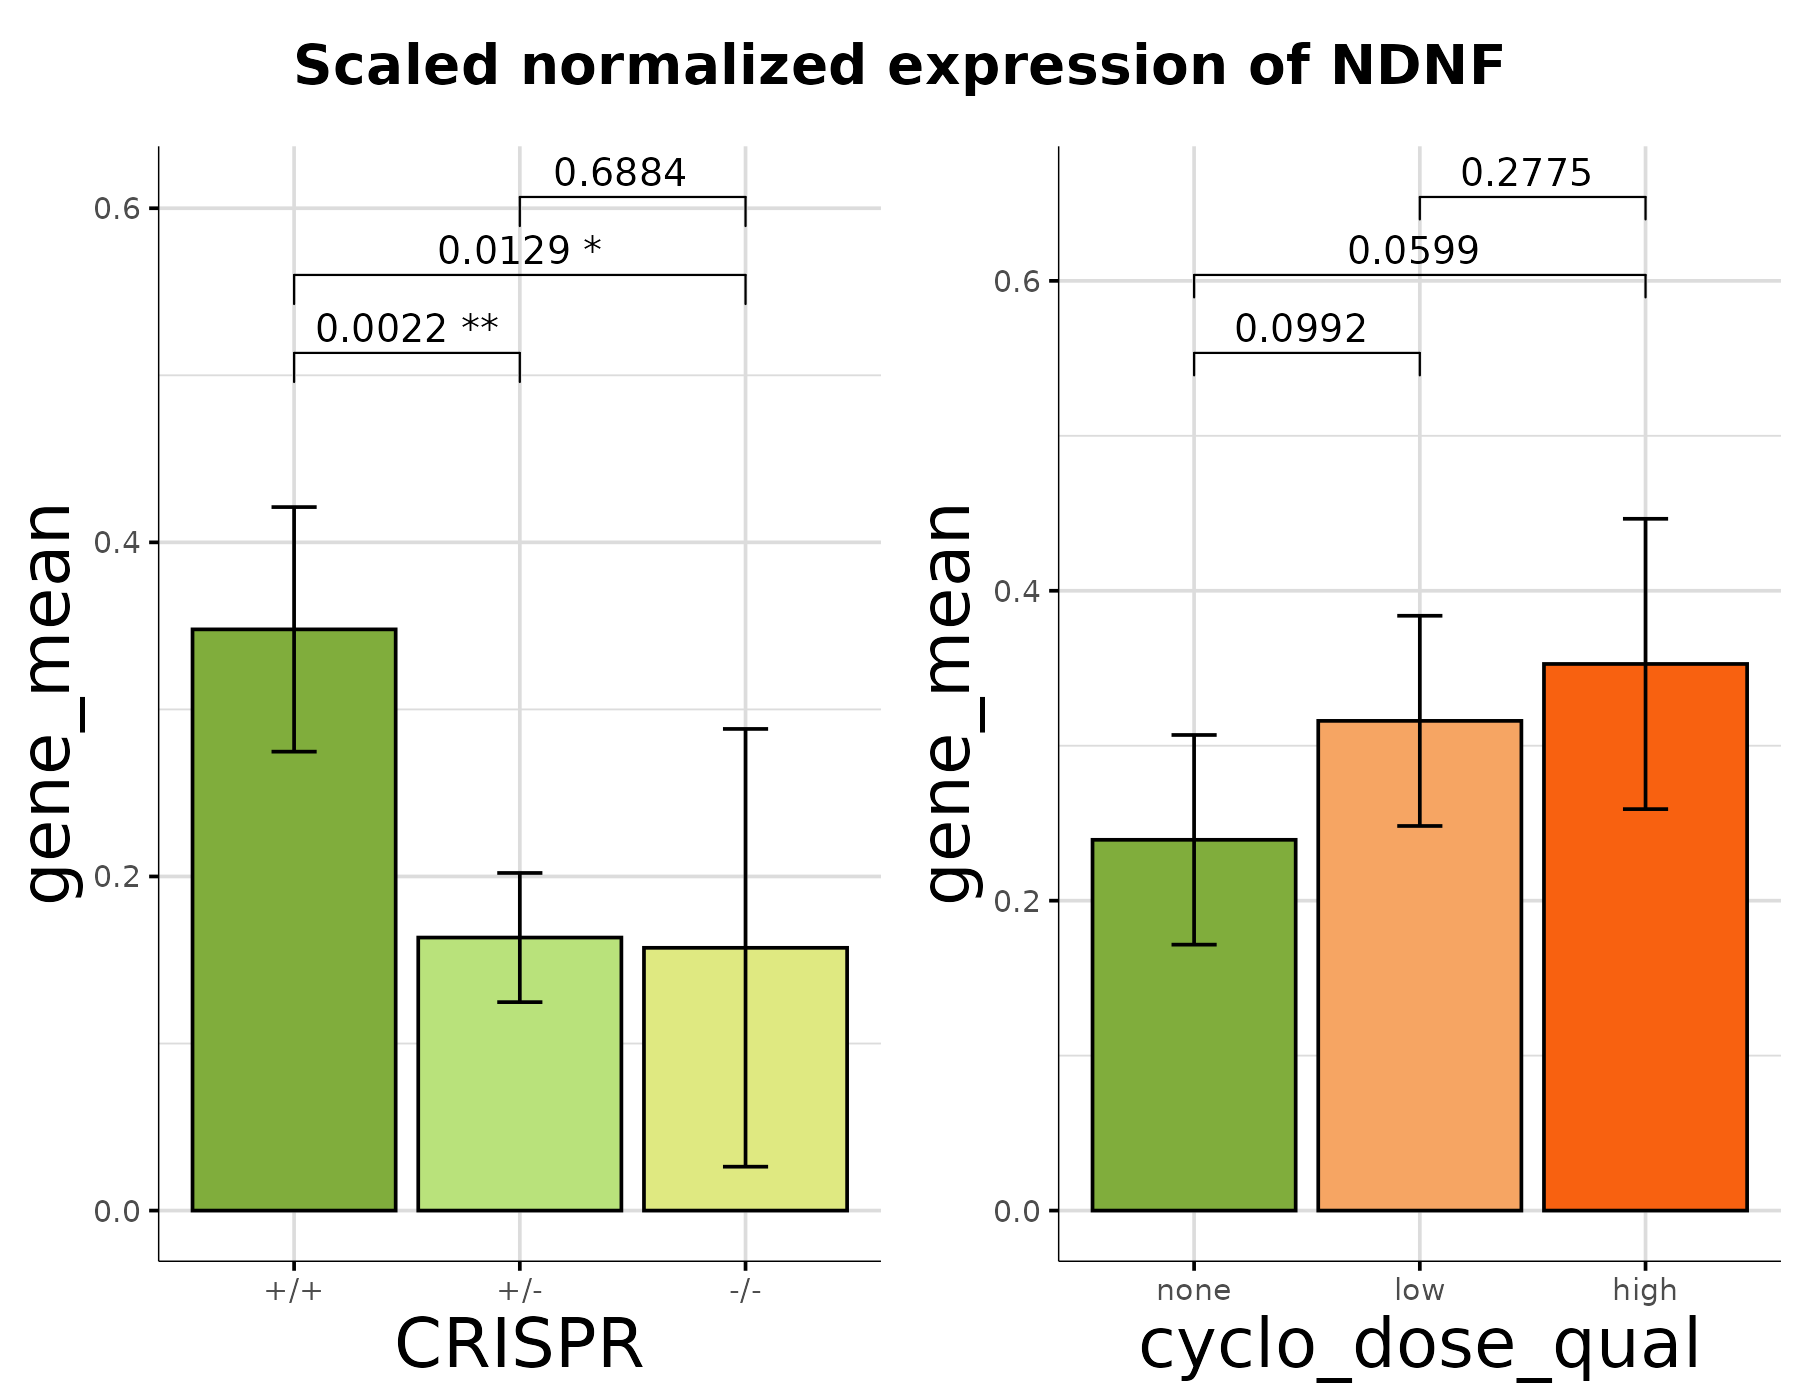 Scaled normalized expression of NDNF
0.6884
0.0129 *
0.0022 **
gene_mean
0.6
0.4
0.2
0.0
+/+
+/-
-/-
CRISPR
0.2775
0.0599
0.0992
gene_mean
0.6
0.4
0.2
0.0
none
low
high
cyclo_dose_qual